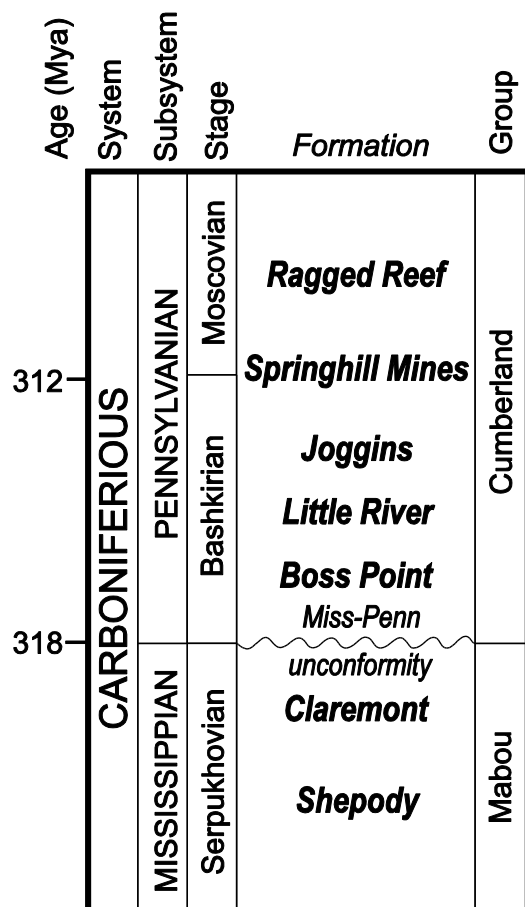 Age (Mya)
System
Subsystem
Stage
Formation
Group
CARBONIFERIOUS
PENNSYLVANIAN
MISSISSIPPIAN
Moscovian
Bashkirian
Serpukhovian
Ragged Reef
312
Springhill Mines
Joggins
Little River
Boss Point
Miss-Penn
318
unconformity
Claremont
Shepody
Cumberland
Mabou